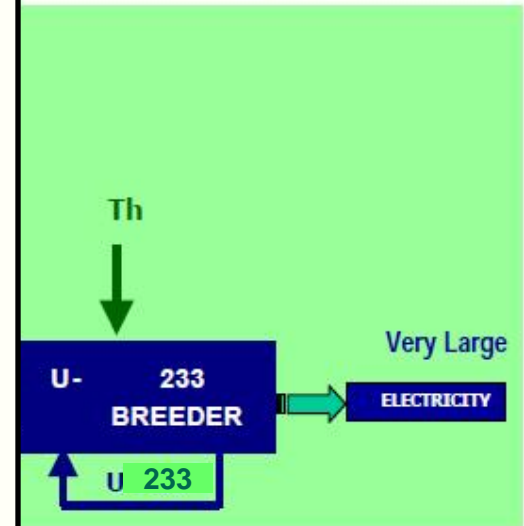 Th
Very Large
U- 233
BREEDER
ELECTRICITY
U 233